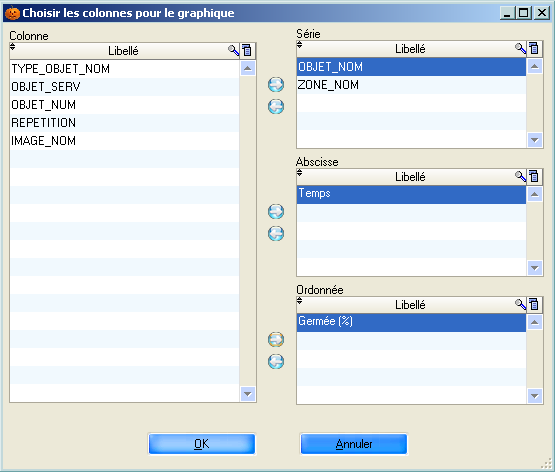 Choisir les colonnes pour le graphique
Colonne
Libellé
TYPE_OBJET_NOM
OBJET_SERV
OBJET_NUM
REPETITION
IMAGE_NOM
Série
Libellé
OBJET_NOM
ZONE_NOM
Abscisse
Libellé
Temps
Ordonnée
Libellé
Germée (%)
OK
Annuler